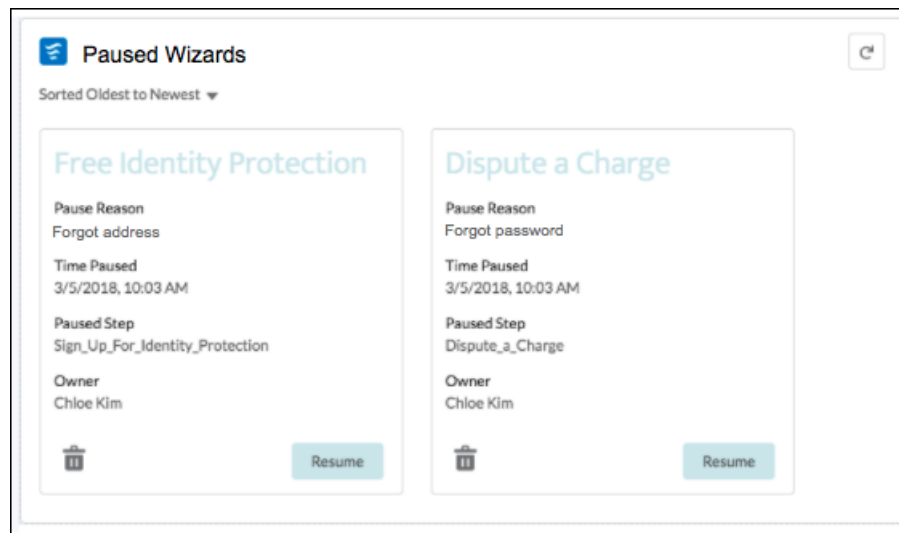 Paused Wizards
Sorted Oldest to Newest
Free Identity Protection
Pause Reason
Forgot address
Time Paused
3/5/2018, 10:03 AM
Paused Step
Sign_Up_For_Identity_Protection
Owner
Chloe Kim
Resume
Dispute a Charge
Pause Reason
Forgot password
Time Paused
3/5/2018, 10:03 AM
Paused Step
Dispute_a_Charge
Owner
Chloe Kim
Resume